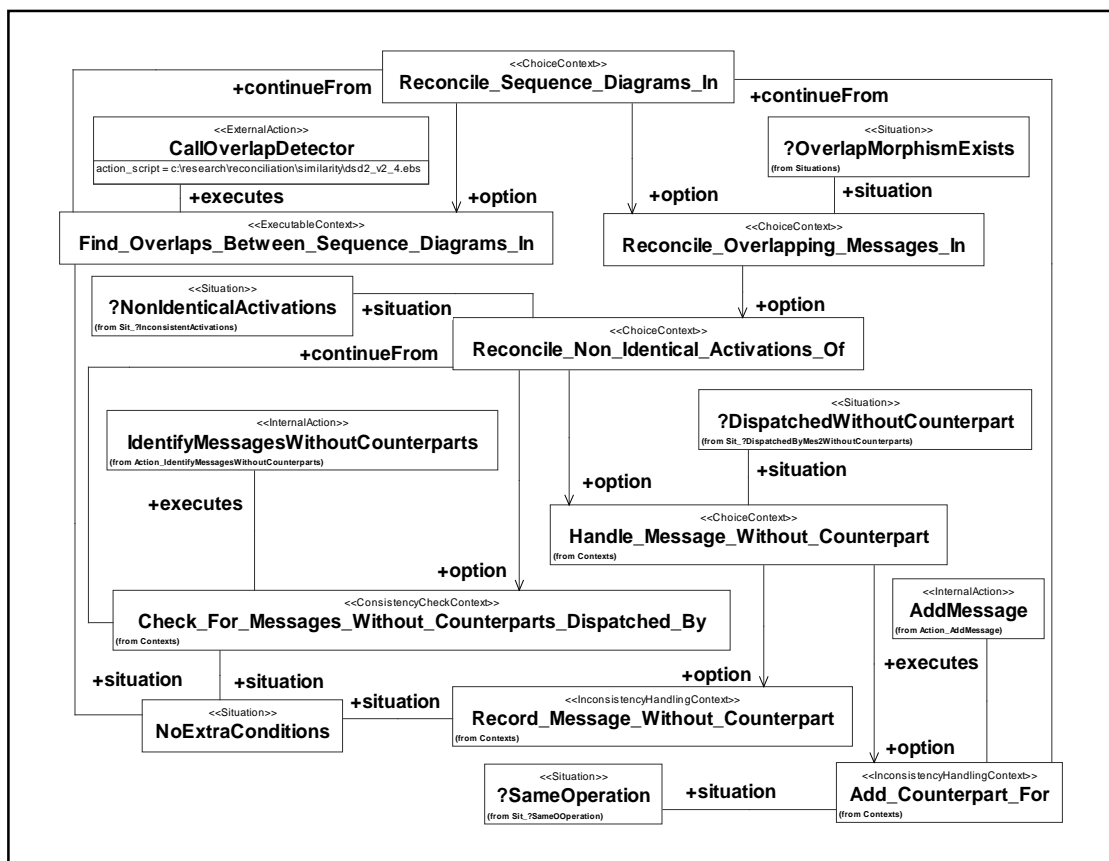 <<ChoiceContext>>
Reconcile_Sequence_Diagrams_In
+continueFrom
+continueFrom
<<ExternalAction>>
CallOverlapDetector
action_script = c:\research\reconciliation\similarity\dsd2_v2_4.ebs
<<Situation>>
?OverlapMorphismExists
(from Situations)
+executes
+option
+option
+situation
<<ExecutableContext>>
Find_Overlaps_Between_Sequence_Diagrams_In
<<ChoiceContext>>
Reconcile_Overlapping_Messages_In
<<Situation>>
?NonIdenticalActivations
(from Sit_?InconsistentActivations)
+situation
+option
<<ChoiceContext>>
Reconcile_Non_Identical_Activations_Of
+continueFrom
<<Situation>>
?DispatchedWithoutCounterpart
(from Sit_?DispatchedByMes2WithoutCounterparts)
<<InternalAction>>
IdentifyMessagesWithoutCounterparts
(from Action_IdentifyMessagesWithoutCounterparts)
+situation
+option
+executes
<<ChoiceContext>>
Handle_Message_Without_Counterpart
(from Contexts)
+option
<<InternalAction>>
AddMessage
(from Action_AddMessage)
<<ConsistencyCheckContext>>
Check_For_Messages_Without_Counterparts_Dispatched_By
(from Contexts)
+executes
+situation
+situation
+option
+situation
<<InconsistencyHandlingContext>>
Record_Message_Without_Counterpart
(from Contexts)
<<Situation>>
NoExtraConditions
+option
<<Situation>>
?SameOperation
(from Sit_?SameOOperation)
+situation
<<InconsistencyHandlingContext>>
Add_Counterpart_For
(from Contexts)